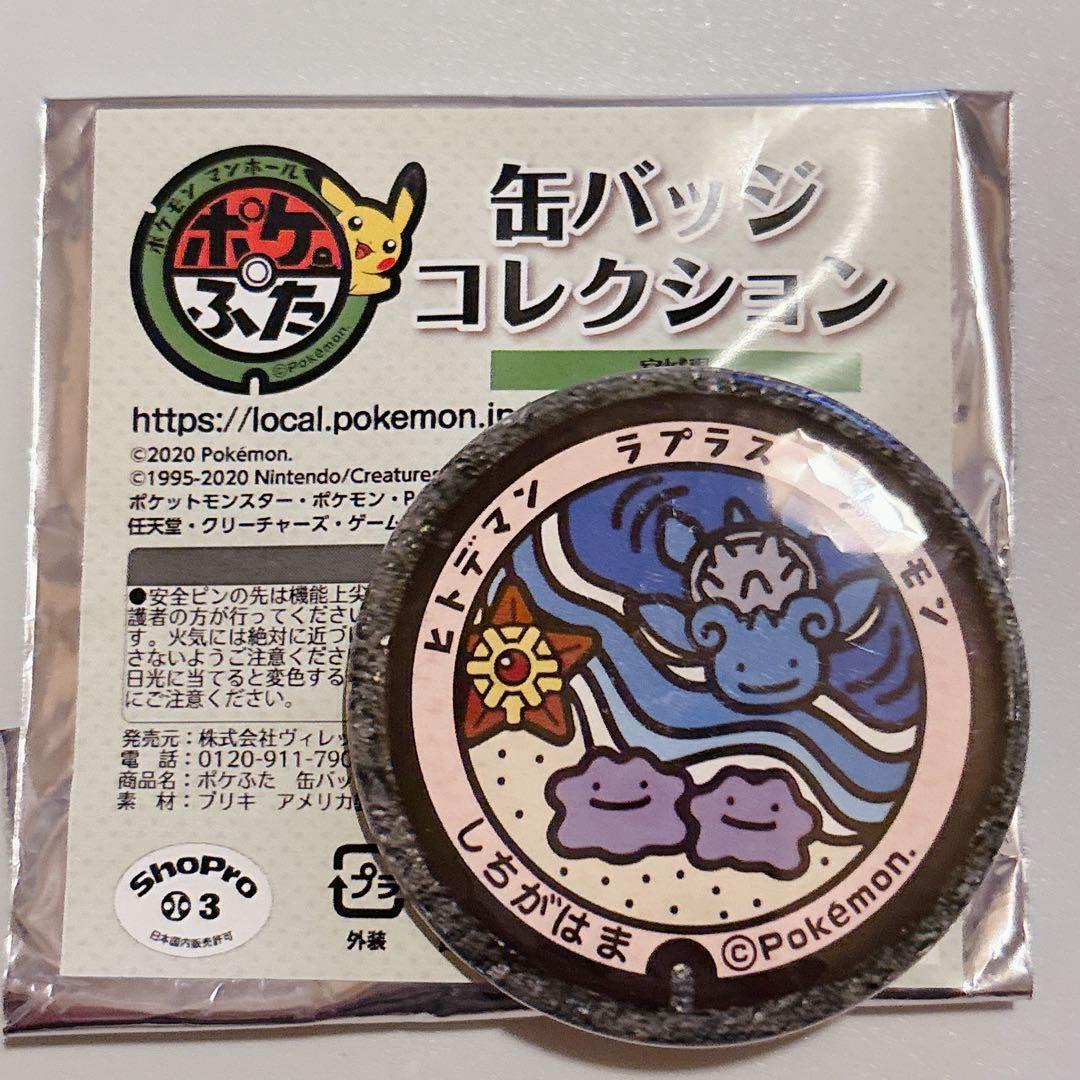 ポケモン マンホール
ポケ。
ふた
©Pokémon.
缶バッジ
コレクション
宮城県
https://local.pokemon.jp
©2020 Pokémon.
©1995-2020 Nintendo/Creatures
ポケットモンスター・ポケモン・P
任天堂・クリーチャーズ・ゲーム
●安全ピンの先は機能上尖
護者の方が行ってください
す。火気には絶対に近づ
さないようご注意くださ
日光に当てると変色する
にご注意ください。
発売元：株式会社ヴィレッ
電　話：0120-911-790
商品名：ポケふた　缶バッ
素　材：ブリキ　アメリカ
ShoPro
3
日本国内販売許可
プラ
外装
ヒトデマン
ラプラス
モン
しちがはま
©Pokémon.